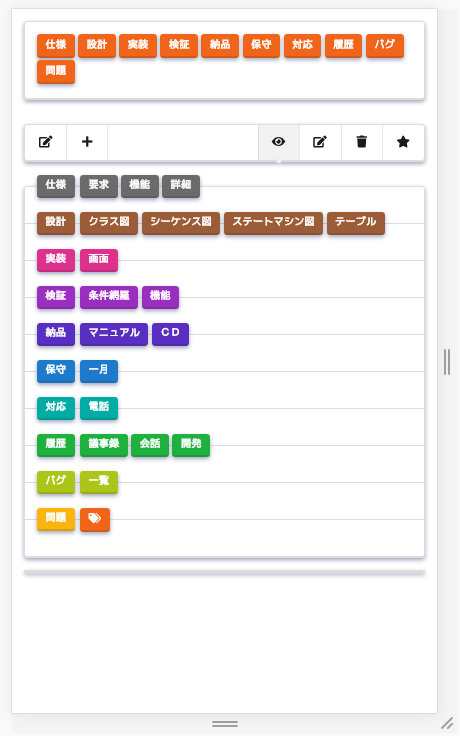 仕様 設計 実装 検証 納品 保守 対応 履歴 バグ
問題
仕様 要求 機能 詳細
設計 クラス図 シーケンス図 ステートマシン図 テーブル
実装 画面
検証 条件網羅 機能
納品 マニュアル ＣＤ
保守 一月
対応 電話
履歴 議事録 会話 開発
バグ 一覧
問題